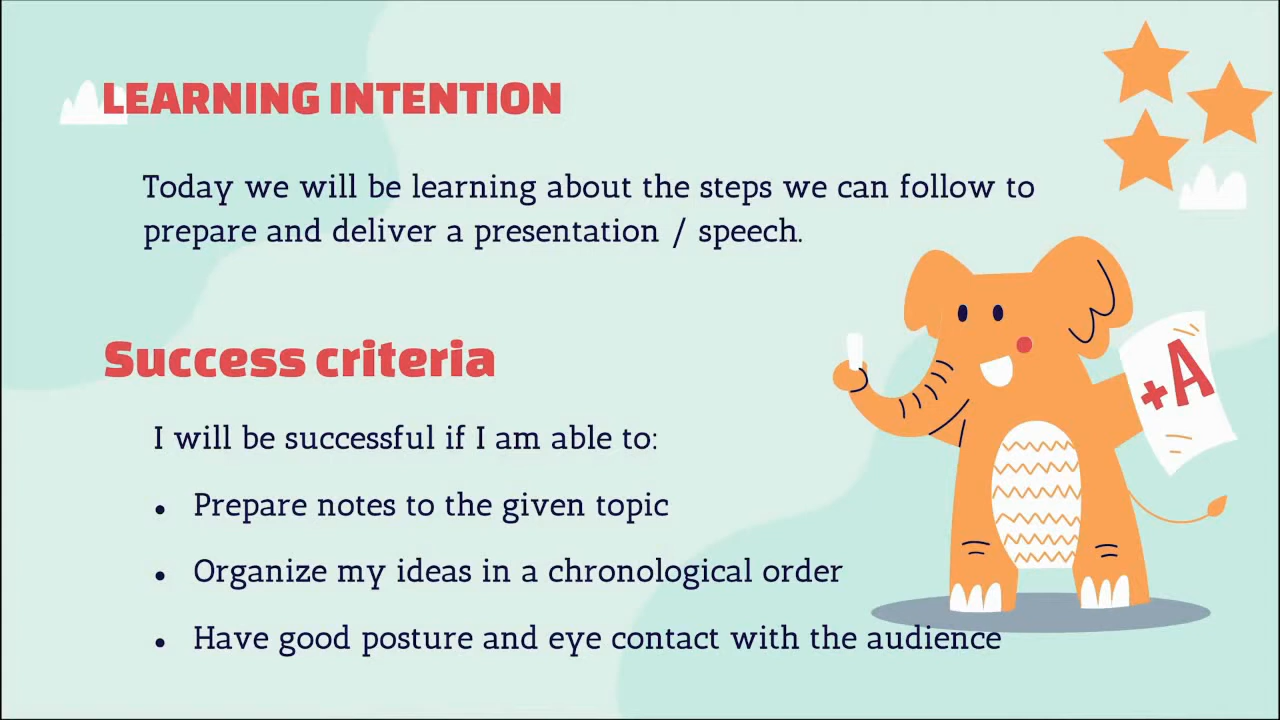 LEARNING INTENTION
Today we will be learning about the steps we can follow to
prepare and deliver a presentation / speech.
Success criteria
I will be successful if I am able to:
• Prepare notes to the given topic
• Organize my ideas in a chronological order
• Have good posture and eye contact with the audience
+A